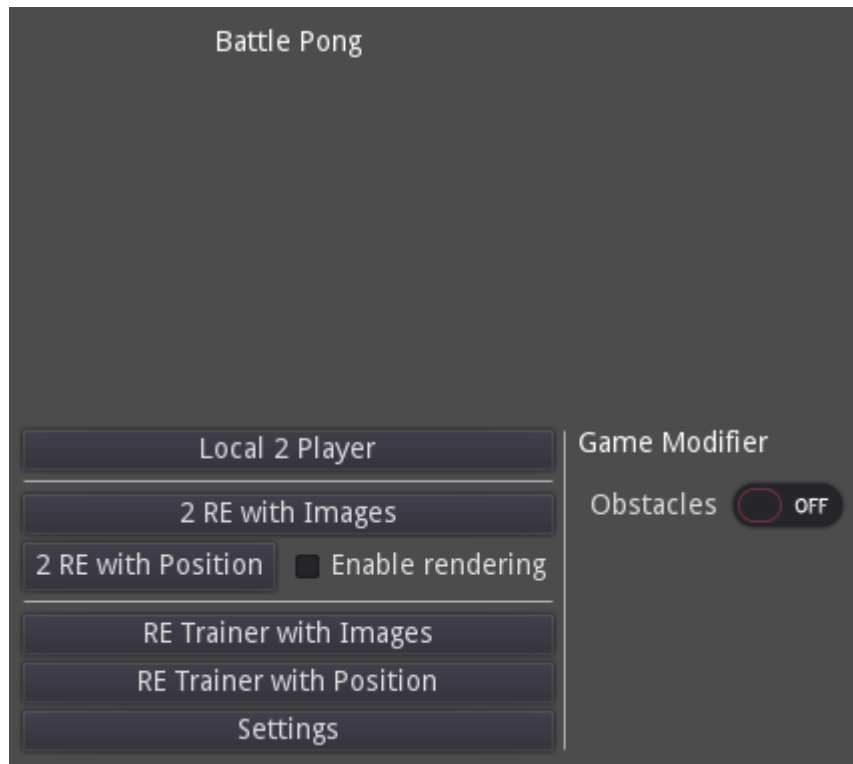 Battle Pong
Local 2 Player
2 RE with Images
2 RE with Position
Enable rendering
RE Trainer with Images
RE Trainer with Position
Settings
Game Modifier
Obstacles OFF